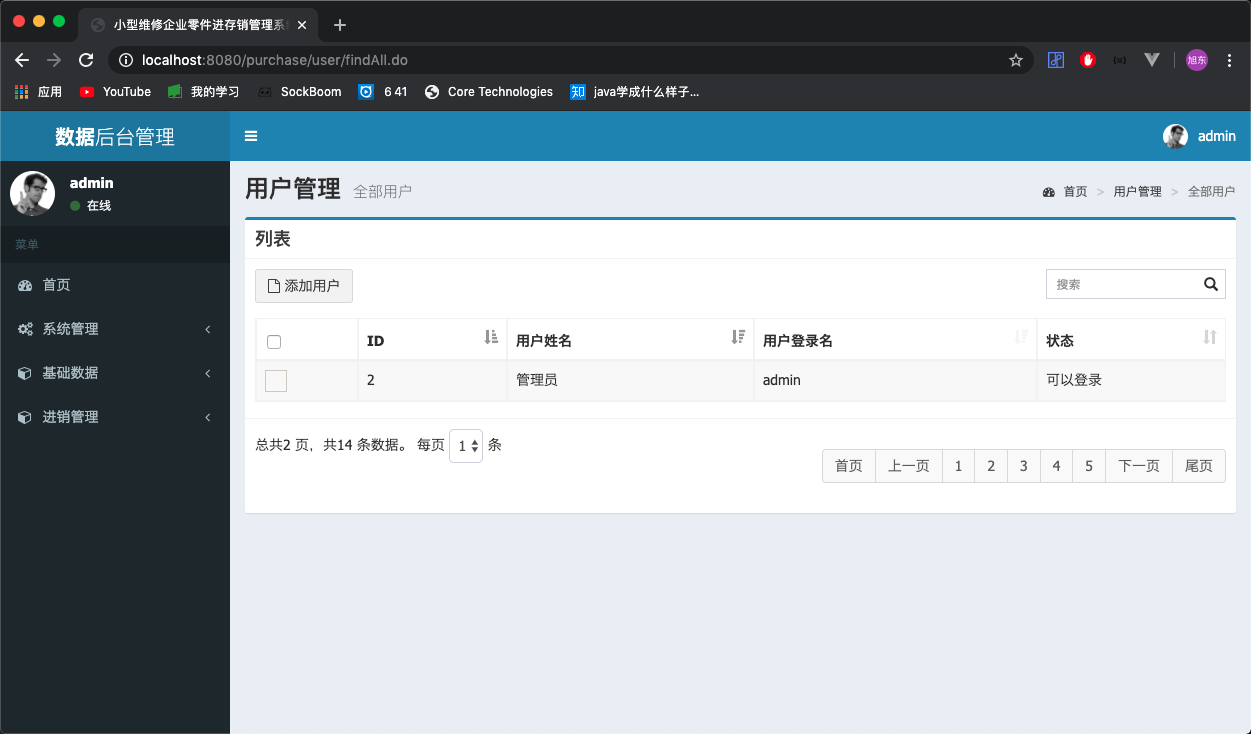 小型维修企业零件进存销管理系
localhost:8080/purchase/user/findAll.do
旭东
应用
YouTube
我的学习
SockBoom
6 41
Core Technologies
知
java学成什么样子...
数据后台管理
admin
admin
在线
菜单
首页
系统管理
基础数据
进销管理
用户管理 全部用户
首页 > 用户管理 > 全部用户
列表
添加用户
搜索
ID 用户姓名 用户登录名 状态
2 管理员 admin 可以登录
总共2 页，共14 条数据。 每页 1 条
首页 上一页 1 2 3 4 5 下一页 尾页